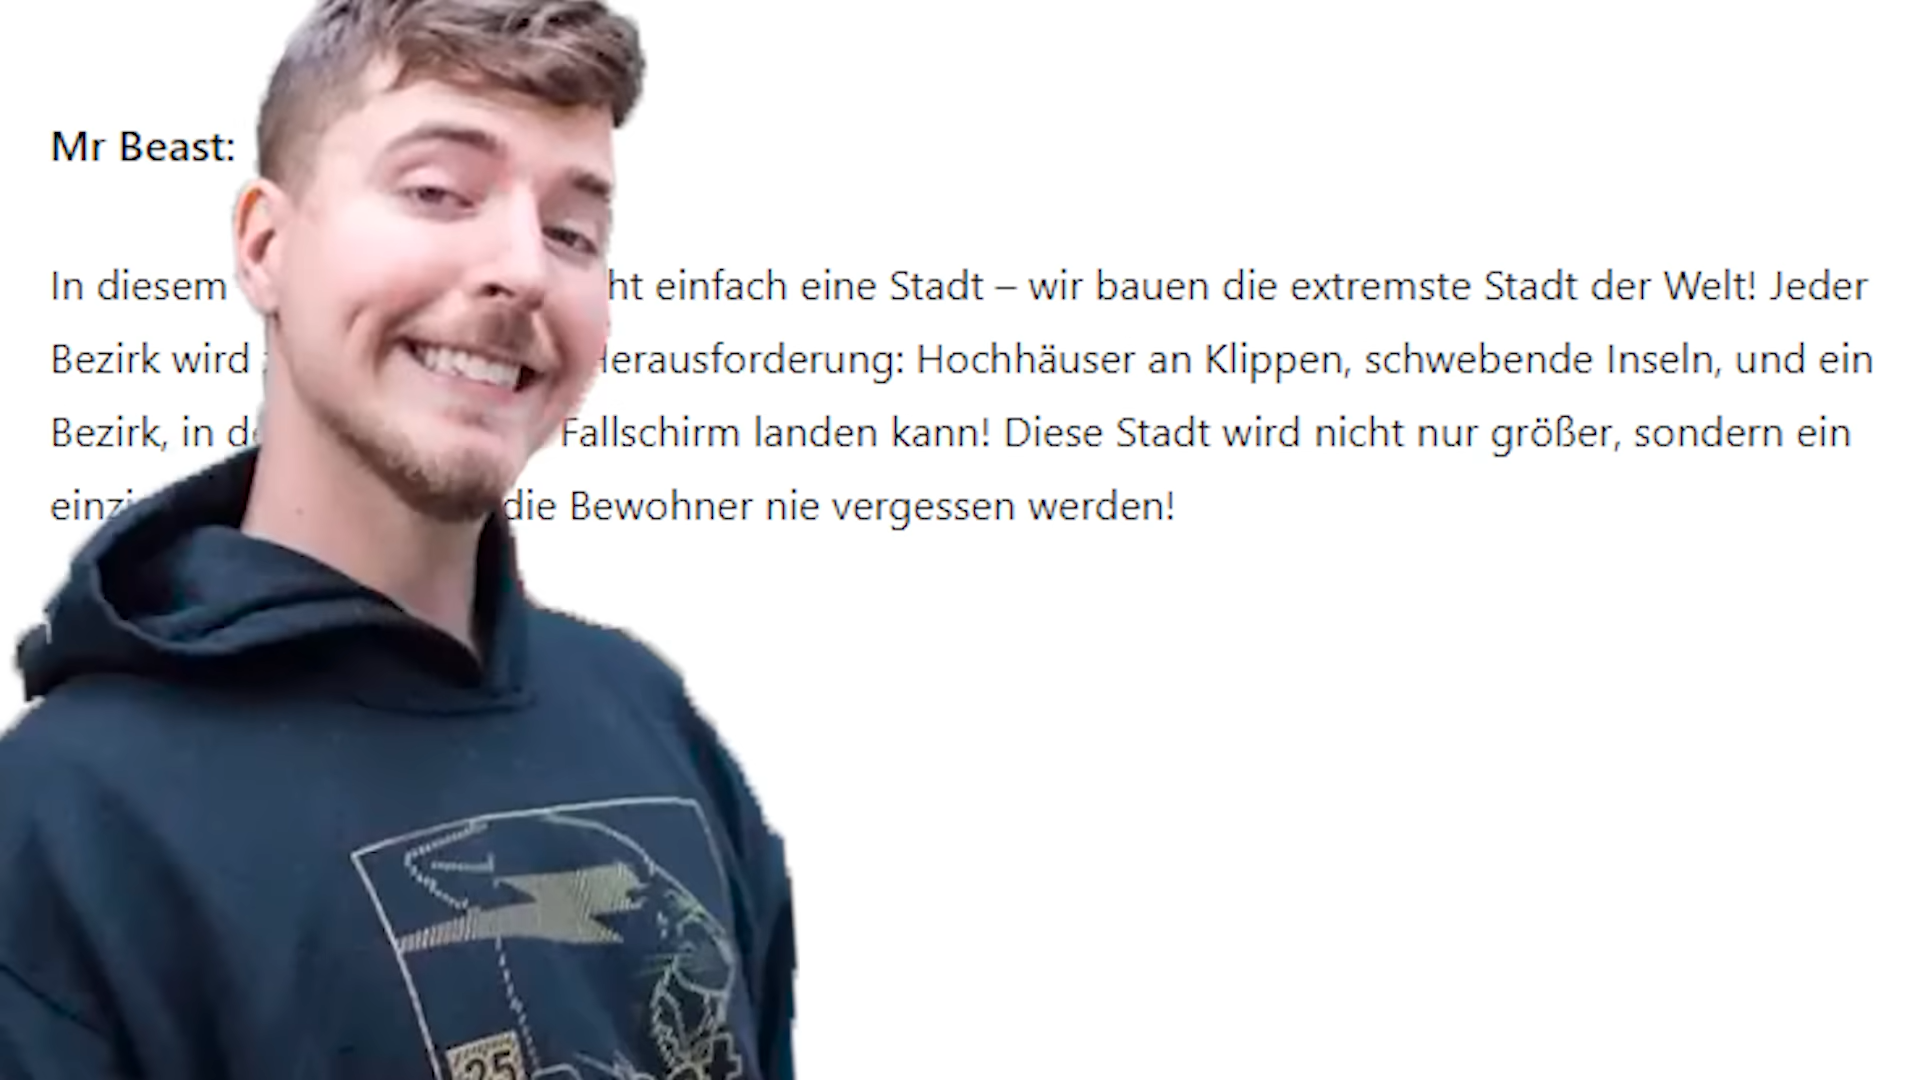 Mr Beast:
In diesem ht einfach eine Stadt – wir bauen die extremste Stadt der Welt! Jeder
Bezirk wird Herausforderung: Hochhäuser an Klippen, schwebende Inseln, und ein
Bezirk, in Fallschirm landen kann! Diese Stadt wird nicht nur größer, sondern ein
die Bewohner nie vergessen werden!
25